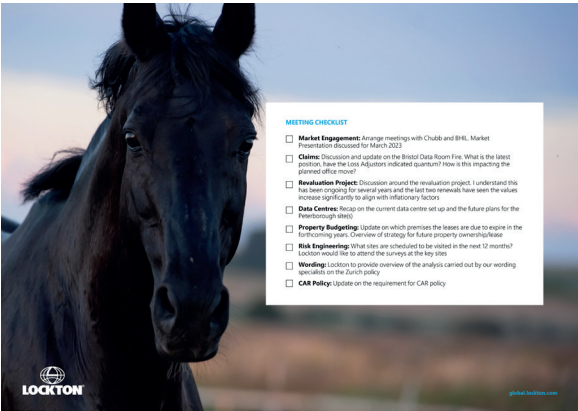 MEETING CHECKLIST
Market Engagement: Arrange meetings with Chubb and BHIL. Market
Presentation discussed for March 2023
Claims: Discussion and update on the Bristol Data Room Fire. What is the latest
position, have the Loss Adjustors indicated quantum? How is this impacting the
planned office move?
Revaluation Project: Discussion around the revaluation project. I understand this
has been ongoing for several years and the last two renewals have seen the values
increase significantly to align with inflationary factors
Data Centres: Recap on the current data centre set up and the future plans for the
Peterborough site(s)
Property Budgeting: Update on which premises the leases are due to expire in the
forthcoming years. Overview of strategy for future property ownership/lease
Risk Engineering: What sites are scheduled to be visited in the next 12 months?
Lockton would like to attend the surveys at the key sites
Wording: Lockton to provide overview of the analysis carried out by our wording
specialists on the Zurich policy
CAR Policy: Update on the requirement for CAR policy
LOCKTON
global.lockton.com